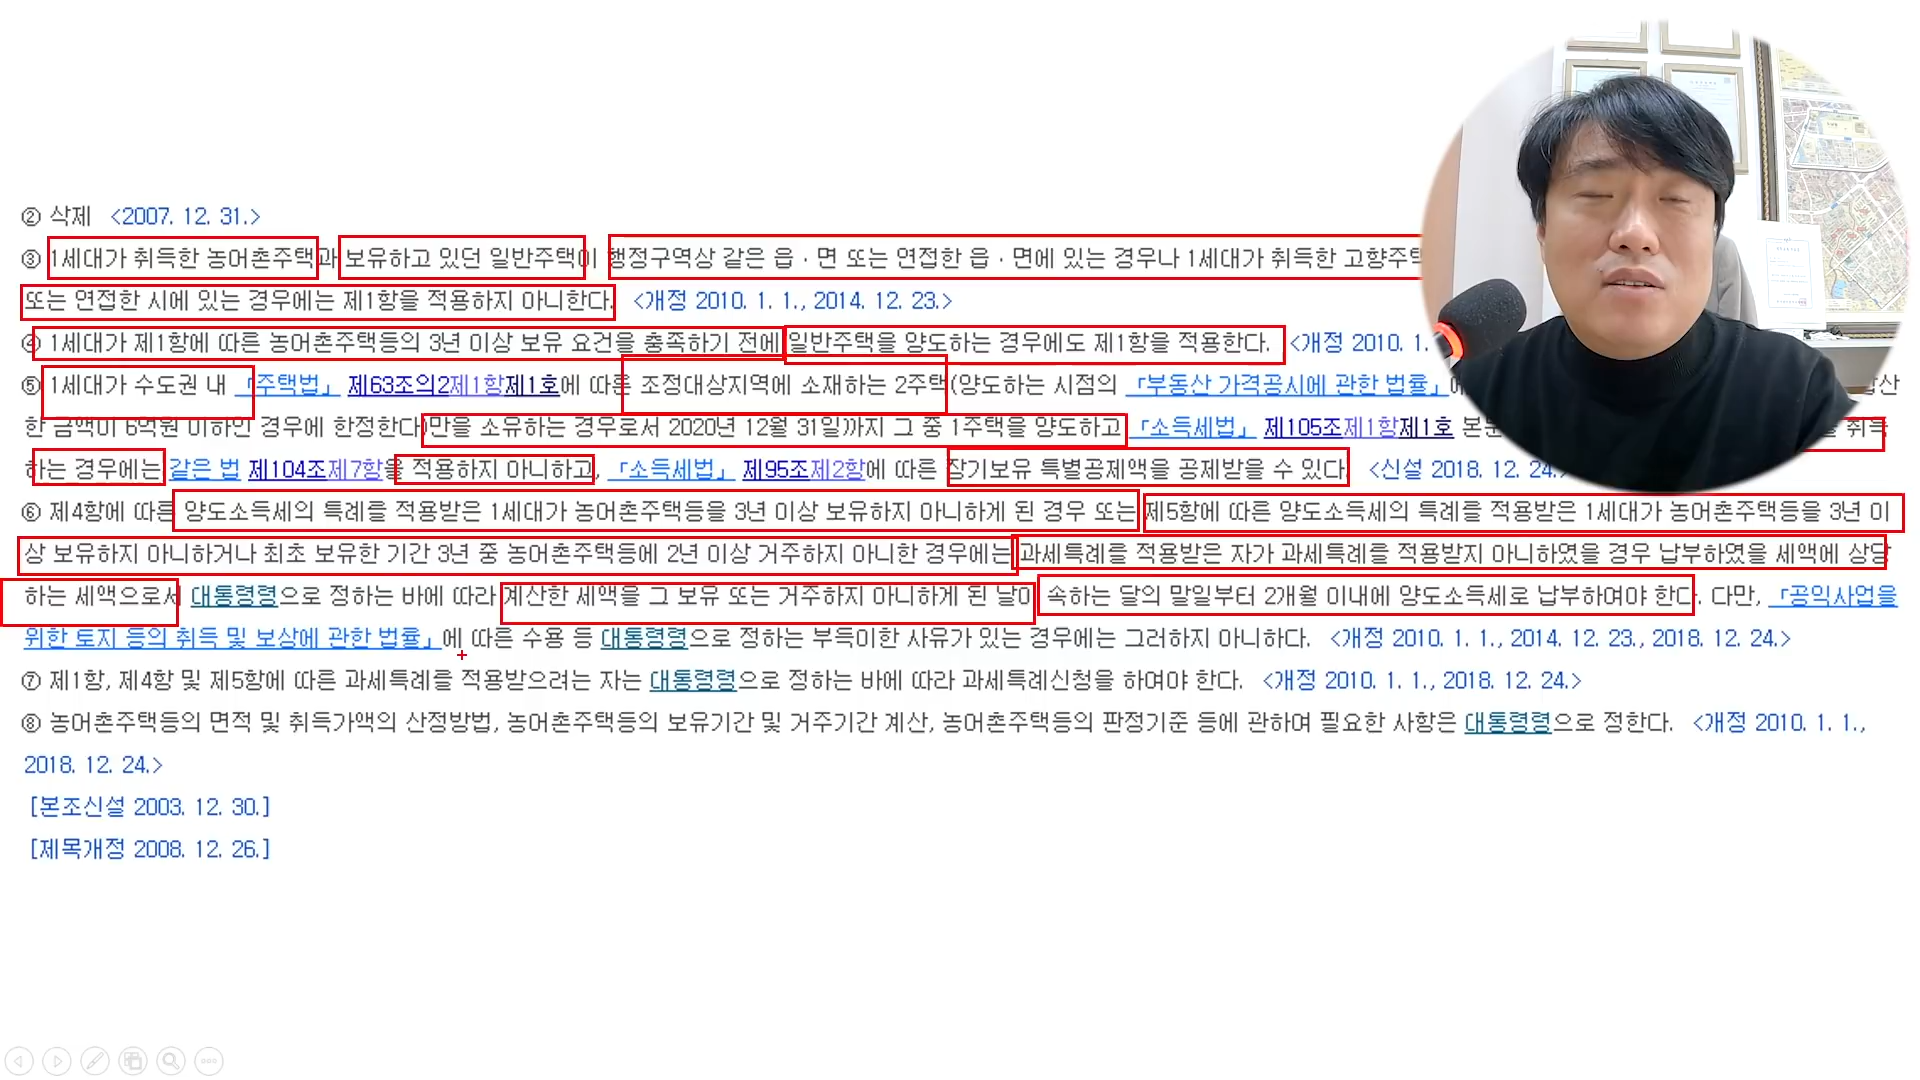 ② 삭제 <2007. 12. 31.>
③ 1세대가 취득한 농어촌주택과 보유하고 있던 일반주택이 행정구역상 같은 읍ㆍ면 또는 연접한 읍ㆍ면에 있는 경우나 1세대가 취득한 고향주택
또는 연접한 시에 있는 경우에는 제1항을 적용하지 아니한다. <개정 2010. 1. 1., 2014. 12. 23.>
④ 1세대가 제1항에 따른 농어촌주택등의 3년 이상 보유 요건을 충족하기 전에 일반주택을 양도하는 경우에도 제1항을 적용한다. <개정 2010. 1.
⑤ 1세대가 수도권 내 「주택법」 제63조의2제1항제1호에 따른 조정대상지역에 소재하는 2주택(양도하는 시점의 「부동산 가격공시에 관한 법률」에
한 금액이 6억원 이하인 경우에 한정한다)만을 소유하는 경우로서 2020년 12월 31일까지 그 중 1주택을 양도하고 「소득세법」 제105조제1항제1호 본문 취득
하는 경우에는 같은 법 제104조제7항을 적용하지 아니하고, 「소득세법」 제95조제2항에 따른 장기보유 특별공제액을 공제받을 수 있다. <신설 2018. 12. 24.>
⑥ 제4항에 따른 양도소득세의 특례를 적용받은 1세대가 농어촌주택등을 3년 이상 보유하지 아니하게 된 경우 또는 제5항에 따른 양도소득세의 특례를 적용받은 1세대가 농어촌주택등을 3년 이
상 보유하지 아니하거나 최초 보유한 기간 3년 중 농어촌주택등에 2년 이상 거주하지 아니한 경우에는 과세특례를 적용받은 자가 과세특례를 적용받지 아니하였을 경우 납부하였을 세액에 상당
하는 세액으로서 대통령령으로 정하는 바에 따라 계산한 세액을 그 보유 또는 거주하지 아니하게 된 날이 속하는 달의 말일부터 2개월 이내에 양도소득세로 납부하여야 한다. 다만, 「공익사업을
위한 토지 등의 취득 및 보상에 관한 법률」에 따른 수용 등 대통령령으로 정하는 부득이한 사유가 있는 경우에는 그러하지 아니하다. <개정 2010. 1. 1., 2014. 12. 23., 2018. 12. 24.>
⑦ 제1항, 제4항 및 제5항에 따른 과세특례를 적용받으려는 자는 대통령령으로 정하는 바에 따라 과세특례신청을 하여야 한다. <개정 2010. 1. 1., 2018. 12. 24.>
⑧ 농어촌주택등의 면적 및 취득가액의 산정방법, 농어촌주택등의 보유기간 및 거주기간 계산, 농어촌주택등의 판정기준 등에 관하여 필요한 사항은 대통령령으로 정한다. <개정 2010. 1. 1.,
2018. 12. 24.>
[본조신설 2003. 12. 30.]
[제목개정 2008. 12. 26.]